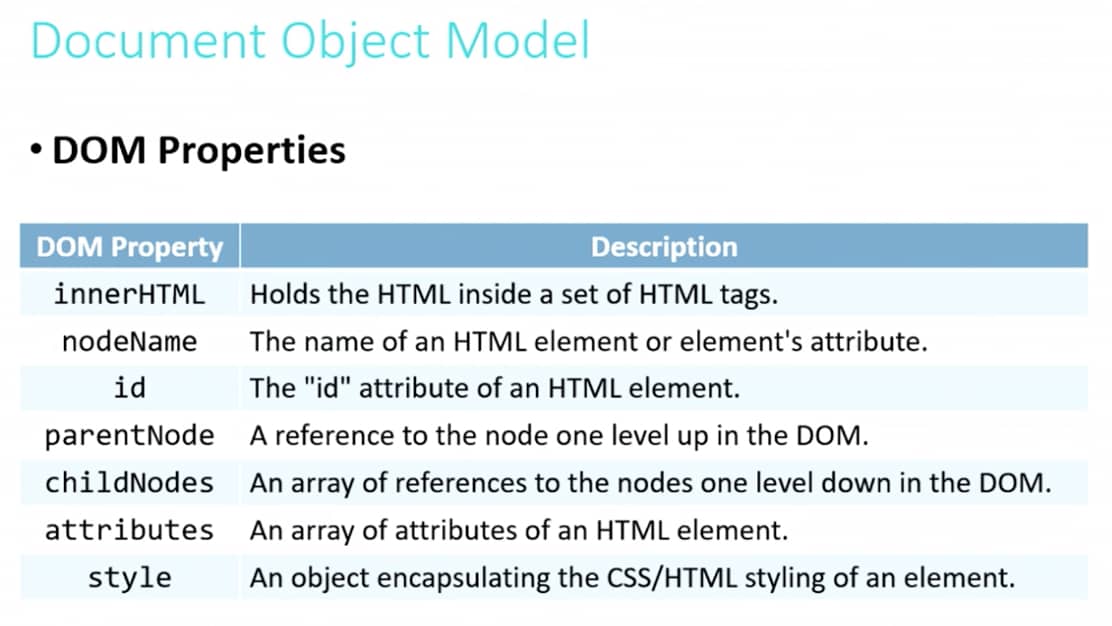 Document Object Model
• DOM Properties
DOM Property Description
innerHTML Holds the HTML inside a set of HTML tags.
nodeName The name of an HTML element or element's attribute.
id The "id" attribute of an HTML element.
parentNode A reference to the node one level up in the DOM.
childNodes An array of references to the nodes one level down in the DOM.
attributes An array of attributes of an HTML element.
style An object encapsulating the CSS/HTML styling of an element.